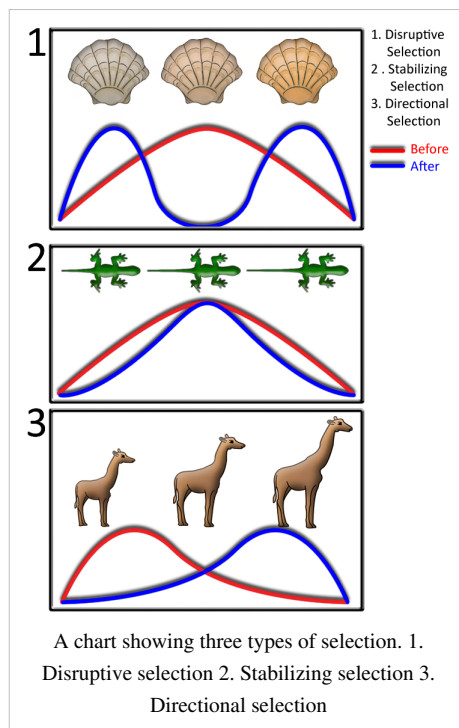 1
1. Disruptive
Selection
2 . Stabilizing
Selection
3. Directional
Selection
Before
After
2
3
A chart showing three types of selection. 1.
Disruptive selection 2. Stabilizing selection 3.
Directional selection